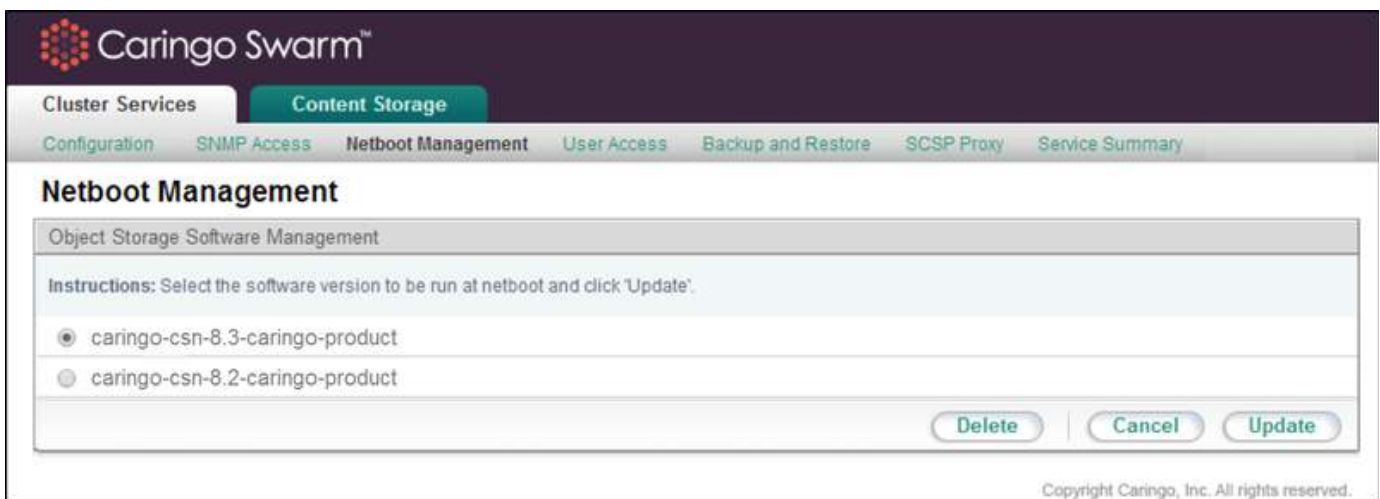 Caringo Swarm™
Cluster Services Content Storage
Configuration SNMP Access Netboot Management User Access Backup and Restore SCSP Proxy Service Summary
Netboot Management
Object Storage Software Management
Instructions: Select the software version to be run at netboot and click 'Update'.
caringo-csn-8.3-caringo-product
caringo-csn-8.2-caringo-product
Delete Cancel Update
Copyright Caringo, Inc. All rights reserved.